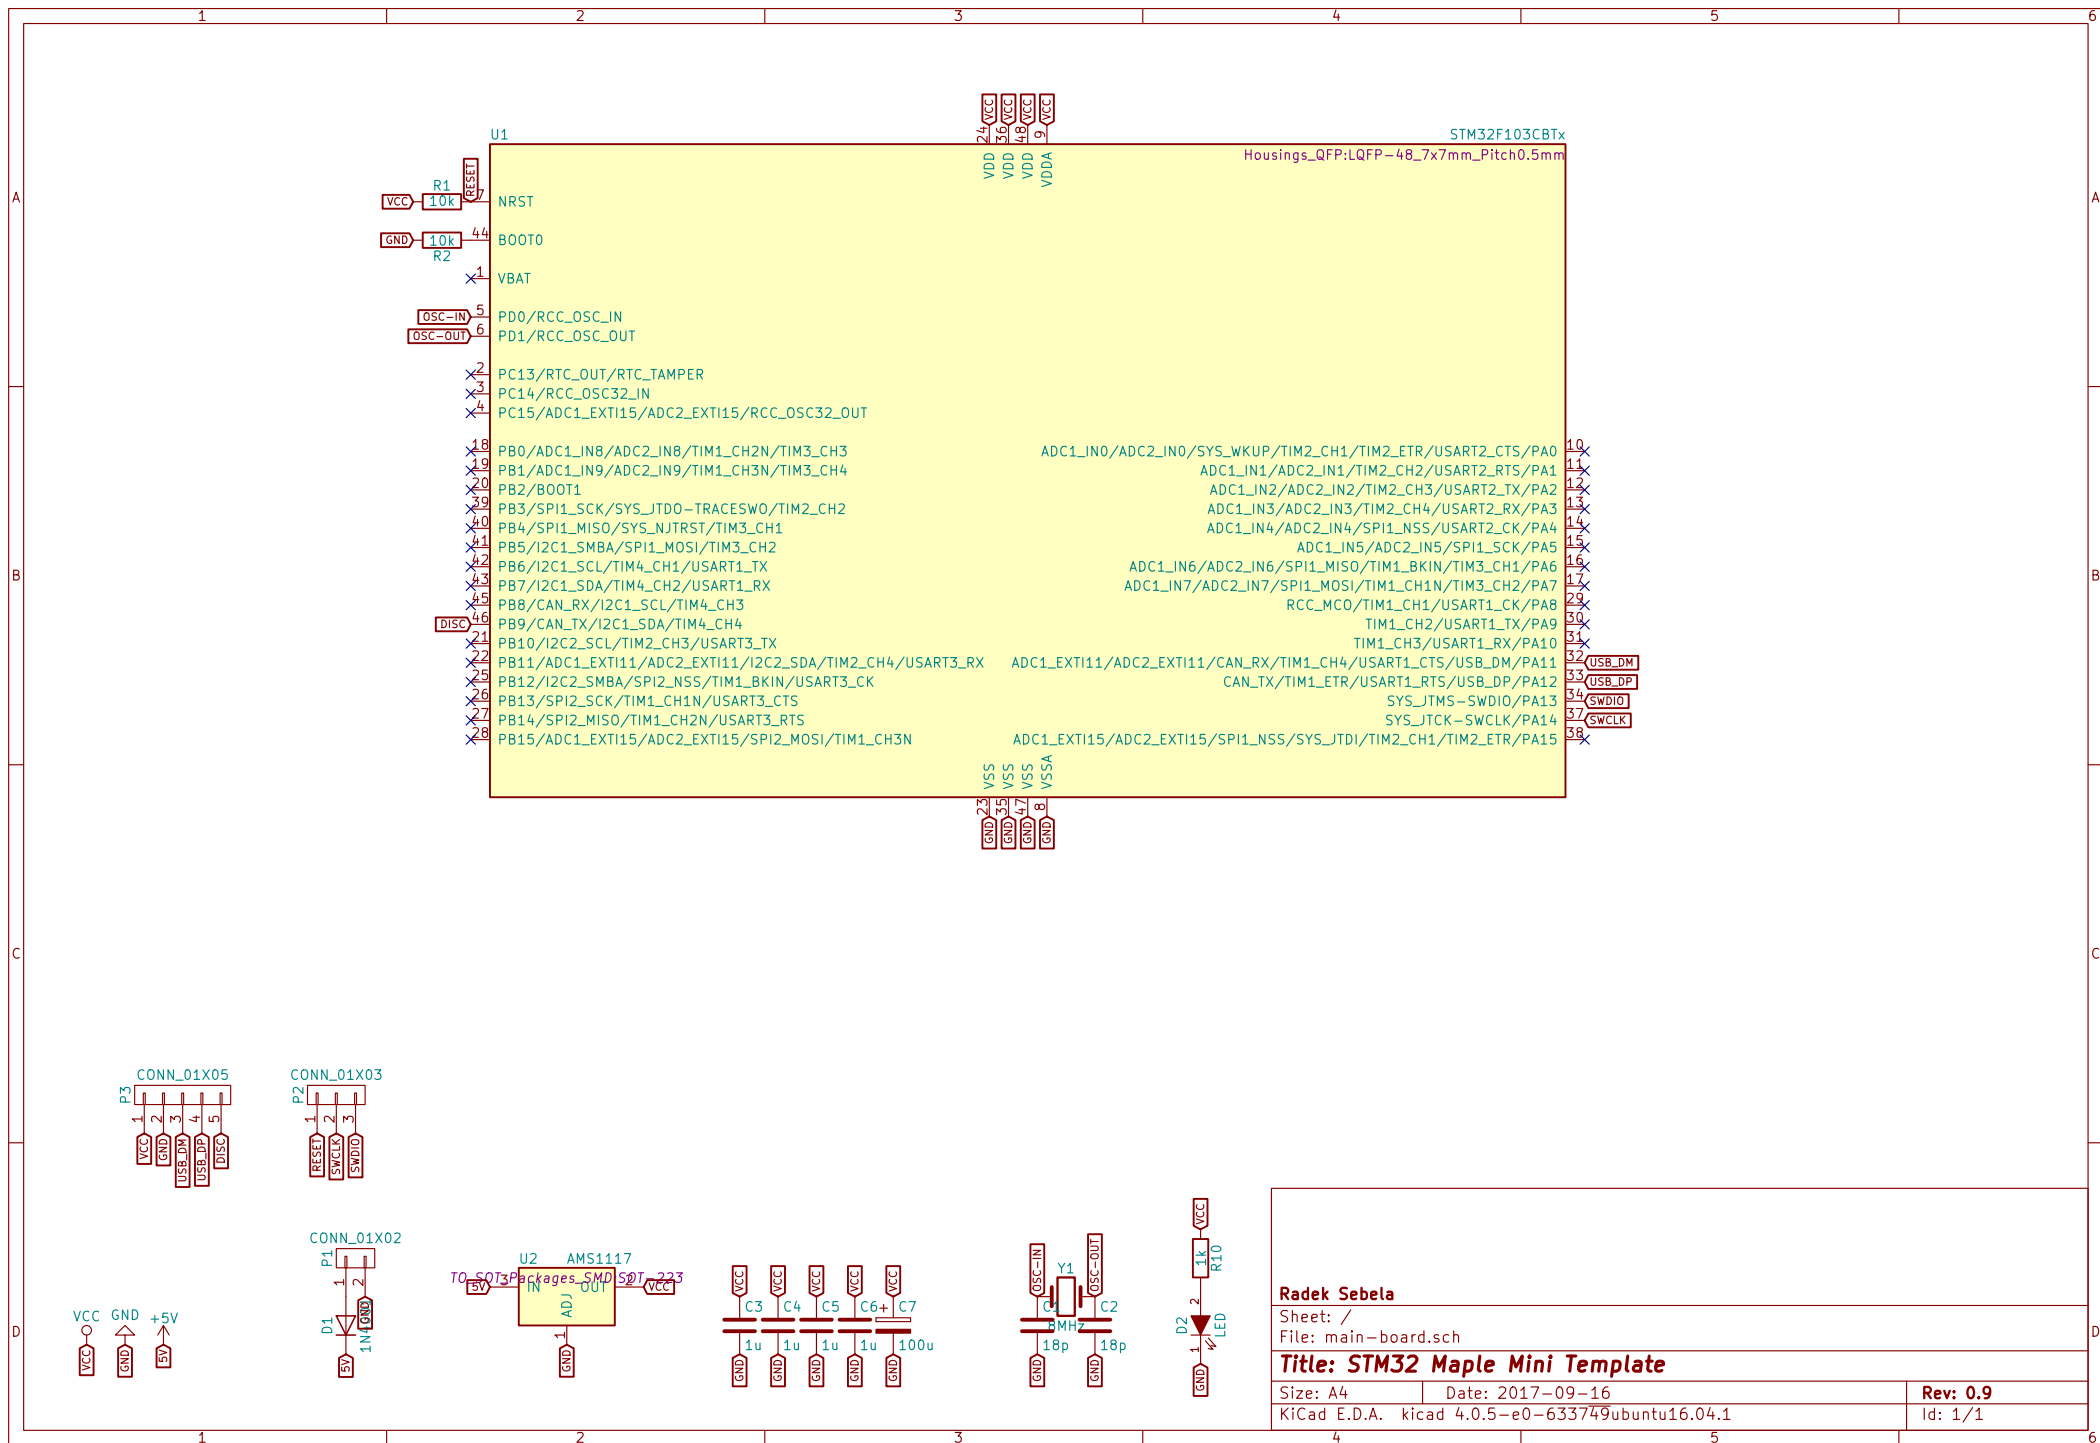 1 2 3 4 5 6
VCC VCC VCC VCC
24 36 48 9
U1 STM32F103CBTx
Housings_QFP:LQFP-48_7x7mm_Pitch0.5mm
VDD VDD VDD VDDA
RESET
R1
A A
VCC 10k 7 NRST
GND 10k 44 BOOT0
R2
1 VBAT
OSC-IN 5 PD0/RCC_OSC_IN
OSC-OUT 6 PD1/RCC_OSC_OUT
2 PC13/RTC_OUT/RTC_TAMPER
3 PC14/RCC_OSC32_IN
4 PC15/ADC1_EXTI15/ADC2_EXTI15/RCC_OSC32_OUT
18 PB0/ADC1_IN8/ADC2_IN8/TIM1_CH2N/TIM3_CH3 ADC1_IN0/ADC2_IN0/SYS_WKUP/TIM2_CH1/TIM2_ETR/USART2_CTS/PA0 10
19 PB1/ADC1_IN9/ADC2_IN9/TIM1_CH3N/TIM3_CH4 ADC1_IN1/ADC2_IN1/TIM2_CH2/USART2_RTS/PA1 11
20 PB2/BOOT1 ADC1_IN2/ADC2_IN2/TIM2_CH3/USART2_TX/PA2 12
39 PB3/SPI1_SCK/SYS_JTDO-TRACESWO/TIM2_CH2 ADC1_IN3/ADC2_IN3/TIM2_CH4/USART2_RX/PA3 13
40 PB4/SPI1_MISO/SYS_NJTRST/TIM3_CH1 ADC1_IN4/ADC2_IN4/SPI1_NSS/USART2_CK/PA4 14
41 PB5/I2C1_SMBA/SPI1_MOSI/TIM3_CH2 ADC1_IN5/ADC2_IN5/SPI1_SCK/PA5 15
42 PB6/I2C1_SCL/TIM4_CH1/USART1_TX ADC1_IN6/ADC2_IN6/SPI1_MISO/TIM1_BKIN/TIM3_CH1/PA6 16
B B
43 PB7/I2C1_SDA/TIM4_CH2/USART1_RX ADC1_IN7/ADC2_IN7/SPI1_MOSI/TIM1_CH1N/TIM3_CH2/PA7 17
45 PB8/CAN_RX/I2C1_SCL/TIM4_CH3 RCC_MCO/TIM1_CH1/USART1_CK/PA8 29
DISC 46 PB9/CAN_TX/I2C1_SDA/TIM4_CH4 TIM1_CH2/USART1_TX/PA9 30
21 PB10/I2C2_SCL/TIM2_CH3/USART3_TX TIM1_CH3/USART1_RX/PA10 31
22 PB11/ADC1_EXTI11/ADC2_EXTI11/I2C2_SDA/TIM2_CH4/USART3_RX ADC1_EXTI11/ADC2_EXTI11/CAN_RX/TIM1_CH4/USART1_CTS/USB_DM/PA11 32 USB_DM
25 PB12/I2C2_SMBA/SPI2_NSS/TIM1_BKIN/USART3_CK CAN_TX/TIM1_ETR/USART1_RTS/USB_DP/PA12 33 USB_DP
26 PB13/SPI2_SCK/TIM1_CH1N/USART3_CTS SYS_JTMS-SWDIO/PA13 34 SWDIO
27 PB14/SPI2_MISO/TIM1_CH2N/USART3_RTS SYS_JTCK-SWCLK/PA14 37 SWCLK
28 PB15/ADC1_EXTI15/ADC2_EXTI15/SPI2_MOSI/TIM1_CH3N ADC1_EXTI15/ADC2_EXTI15/SPI1_NSS/SYS_JTDI/TIM2_CH1/TIM2_ETR/PA15 38
VSS VSS VSS VSSA
23 35 47 8
GND GND GND GND
C C
CONN_01X05 CONN_01X03
P3 P2
1 2 3 4 5 1 2 3
VCC GND USB_DM USB_DP DISC RESET SWCLK SWDIO
CONN_01X02
P1
1 2
GND
D1
5V
VCC GND +5V
VCC GND 5V
U2 AMS1117
TO_SOT_Packages_SMD:SOT-223
5V 3 IN OUT 2 VCC
ADJ
1
GND
VCC VCC VCC VCC VCC
C3 C4 C5 C6 + C7
1u 1u 1u 1u 100u
GND GND GND GND GND
OSC-IN OSC-OUT
Y1
C1 C2
8MHz
18p 18p
GND GND
VCC
1k R10
2
D2 LED
1
GND
Radek Sebela
Sheet: /
File: main-board.sch
D D
Title: STM32 Maple Mini Template
Size: A4 Date: 2017-09-16 Rev: 0.9
KiCad E.D.A. kicad 4.0.5-e0-633749ubuntu16.04.1 Id: 1/1
1 2 3 4 5 6